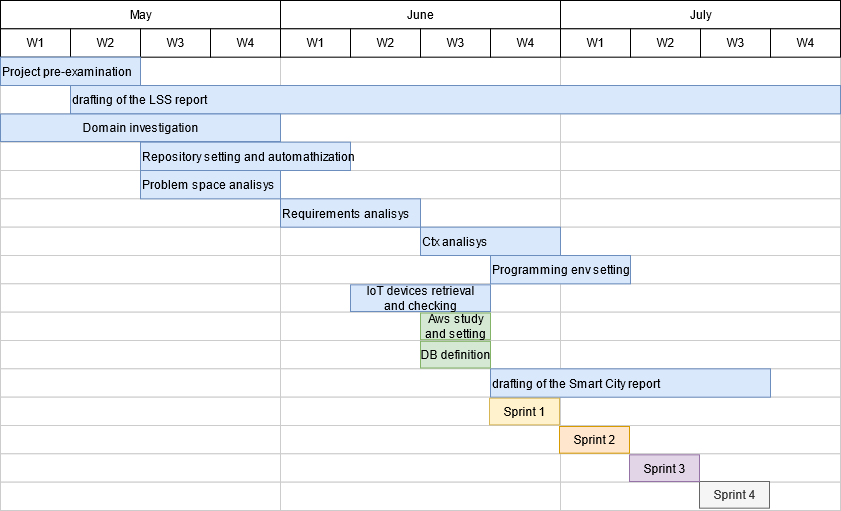 May June July
W1 W2 W3 W4 W1 W2 W3 W4 W1 W2 W3 W4
Project pre-examination
drafting of the LSS report
Domain investigation
Repository setting and automathization
Problem space analisys
Requirements analisys
Ctx analisys
Programming env setting
IoT devices retrieval
and checking
Aws study
and setting
DB definition
drafting of the Smart City report
Sprint 1
Sprint 2
Sprint 3
Sprint 4